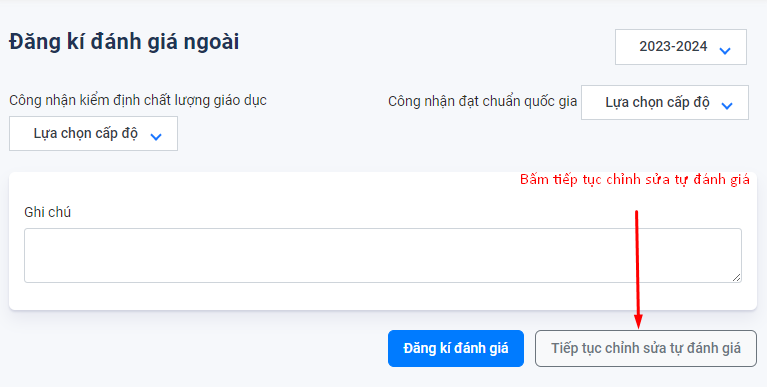 Đăng kí đánh giá ngoài
2023-2024
Công nhận kiểm định chất lượng giáo dục
Công nhận đạt chuẩn quốc gia
Lựa chọn cấp độ
Lựa chọn cấp độ
Bấm tiếp tục chỉnh sửa tự đánh giá
Ghi chú
Đăng kí đánh giá
Tiếp tục chỉnh sửa tự đánh giá